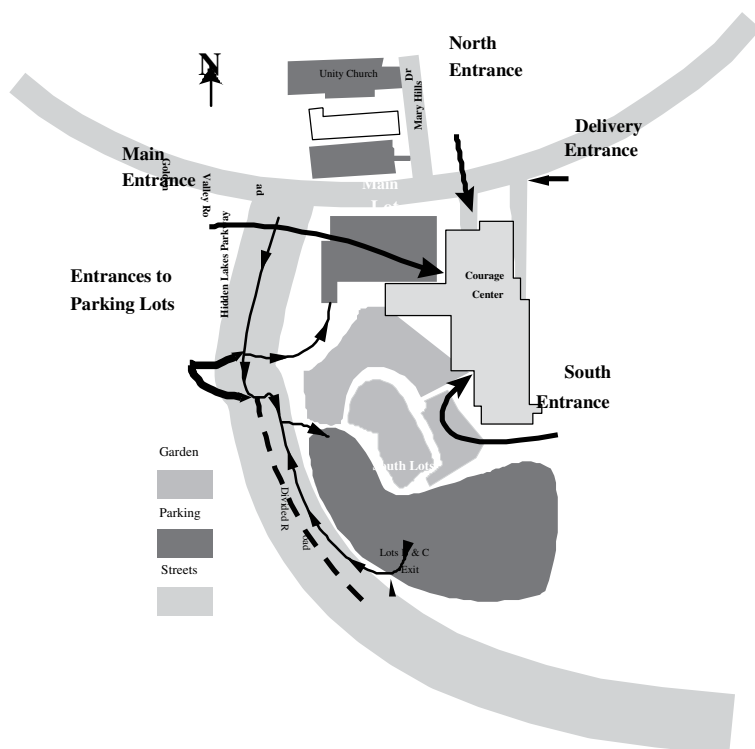 N
North
Entrance
Unity Church
Mary Hills
Dr
Delivery
Entrance
Main
Entrance
Golden
Valley Ro
ad
Main
Lot
Hidden Lakes Parkway
Entrances to
Parking Lots
Courage
Center
South
Entrance
Garden
South Lots
Parking
Divided R
oad
Streets
Lots B & C
Exit